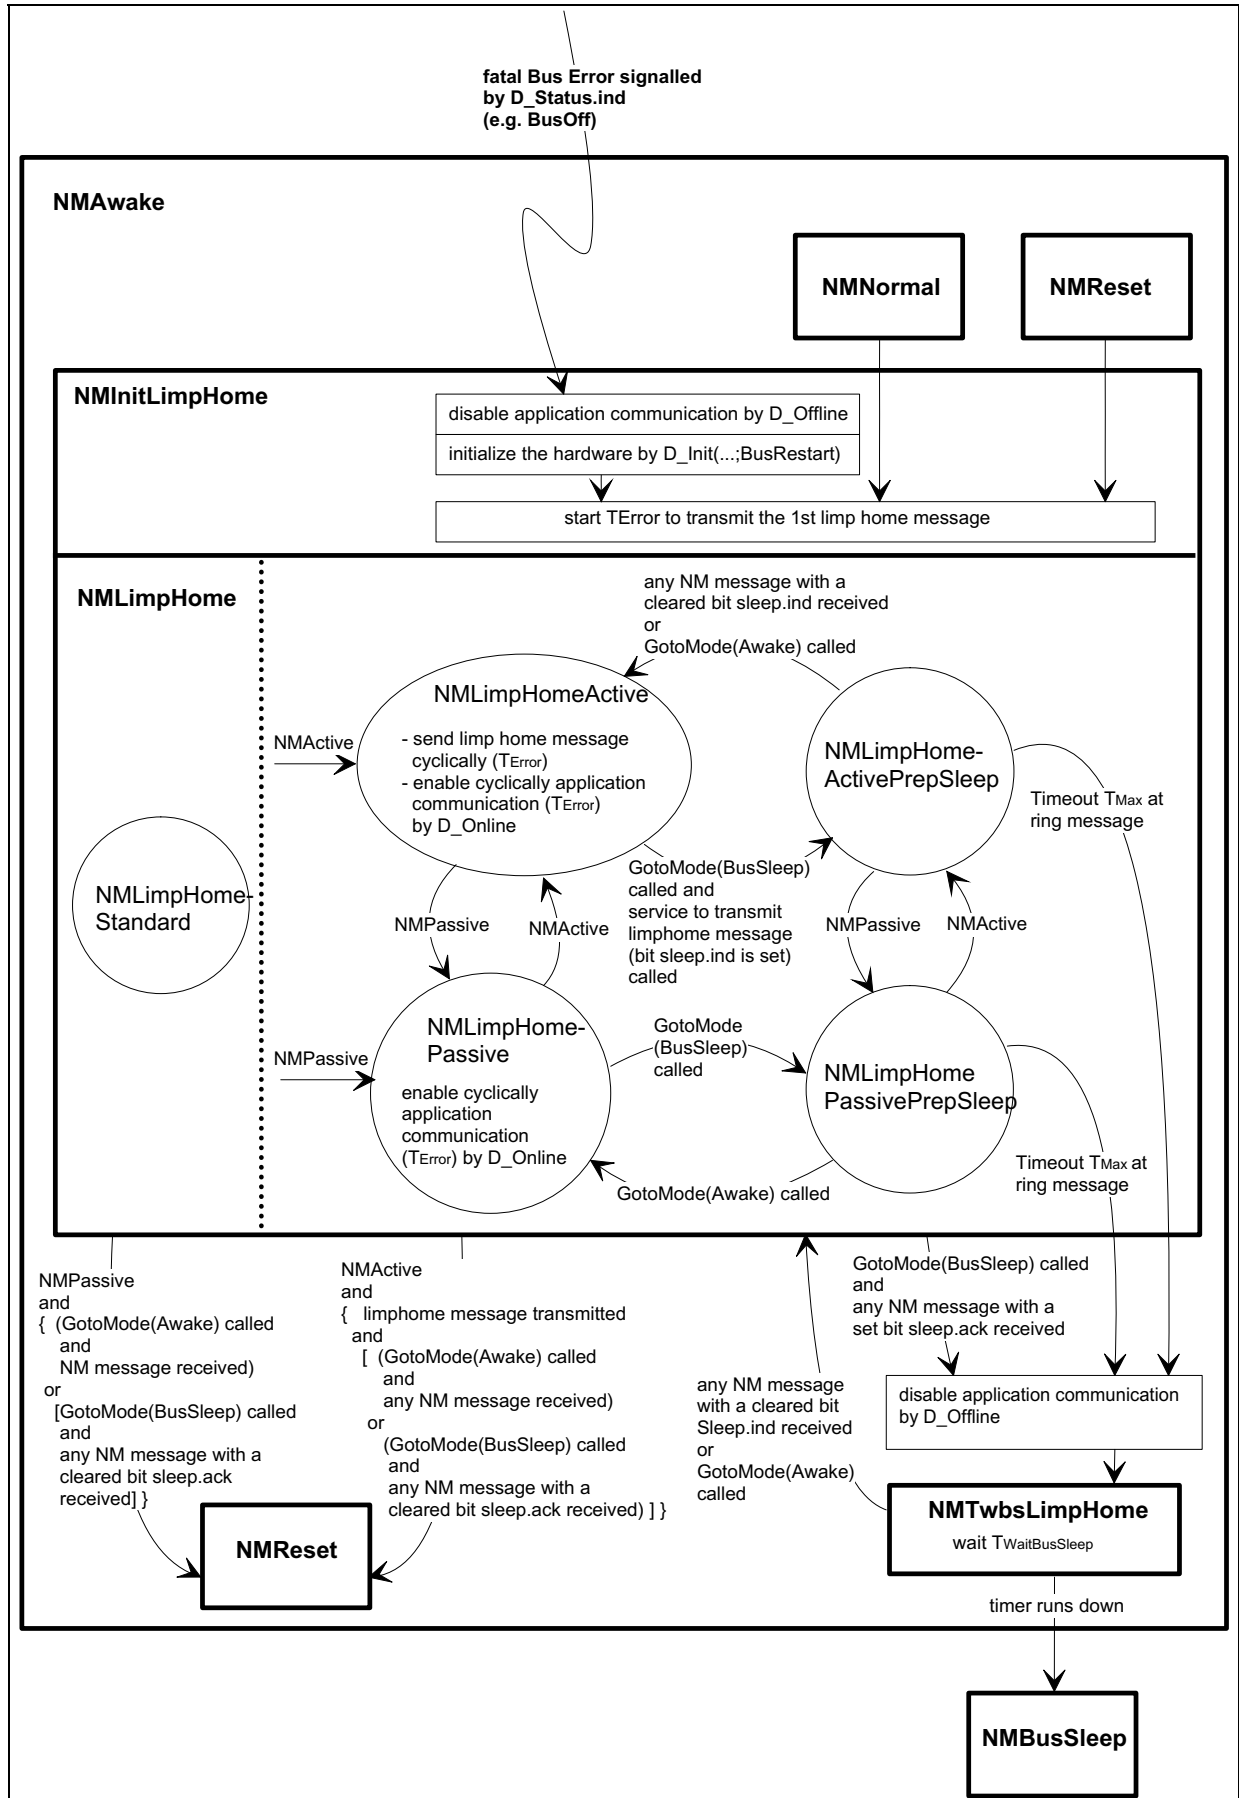 fatal Bus Error signalled
by D_Status.ind
(e.g. BusOff)
NMAwake
NMNormal
NMReset
NMInitLimpHome
disable application communication by D_Offline
initialize the hardware by D_Init(...;BusRestart)
start TError to transmit the 1st limp home message
NMLimpHome
any NM message with a
cleared bit sleep.ind received
or
GotoMode(Awake) called
NMLimpHomeActive
- send limp home message
cyclically (TError)
- enable cyclically application
communication (TError)
by D_Online
NMActive
NMLimpHome-
ActivePrepSleep
Timeout TMax at
ring message
NMLimpHome-
Standard
GotoMode(BusSleep)
called and
service to transmit
limphome message
(bit sleep.ind is set)
called
NMPassive
NMActive
NMPassive
NMActive
NMLimpHome-
Passive
enable cyclically
application
communication
(TError) by D_Online
NMPassive
GotoMode
(BusSleep)
called
NMLimpHome
PassivePrepSleep
Timeout TMax at
ring message
GotoMode(Awake) called
NMPassive
and
{ (GotoMode(Awake) called
and
NM message received)
or
[GotoMode(BusSleep) called
and
any NM message with a
cleared bit sleep.ack
received] }
NMActive
and
{ limphome message transmitted
and
[ (GotoMode(Awake) called
and
any NM message received)
or
(GotoMode(BusSleep) called
and
any NM message with a
cleared bit sleep.ack received) ] }
GotoMode(BusSleep) called
and
any NM message with a
set bit sleep.ack received
any NM message
with a cleared bit
Sleep.ind received
or
GotoMode(Awake)
called
disable application communication
by D_Offline
NMTwbsLimpHome
wait TWaitBusSleep
NMReset
timer runs down
NMBusSleep